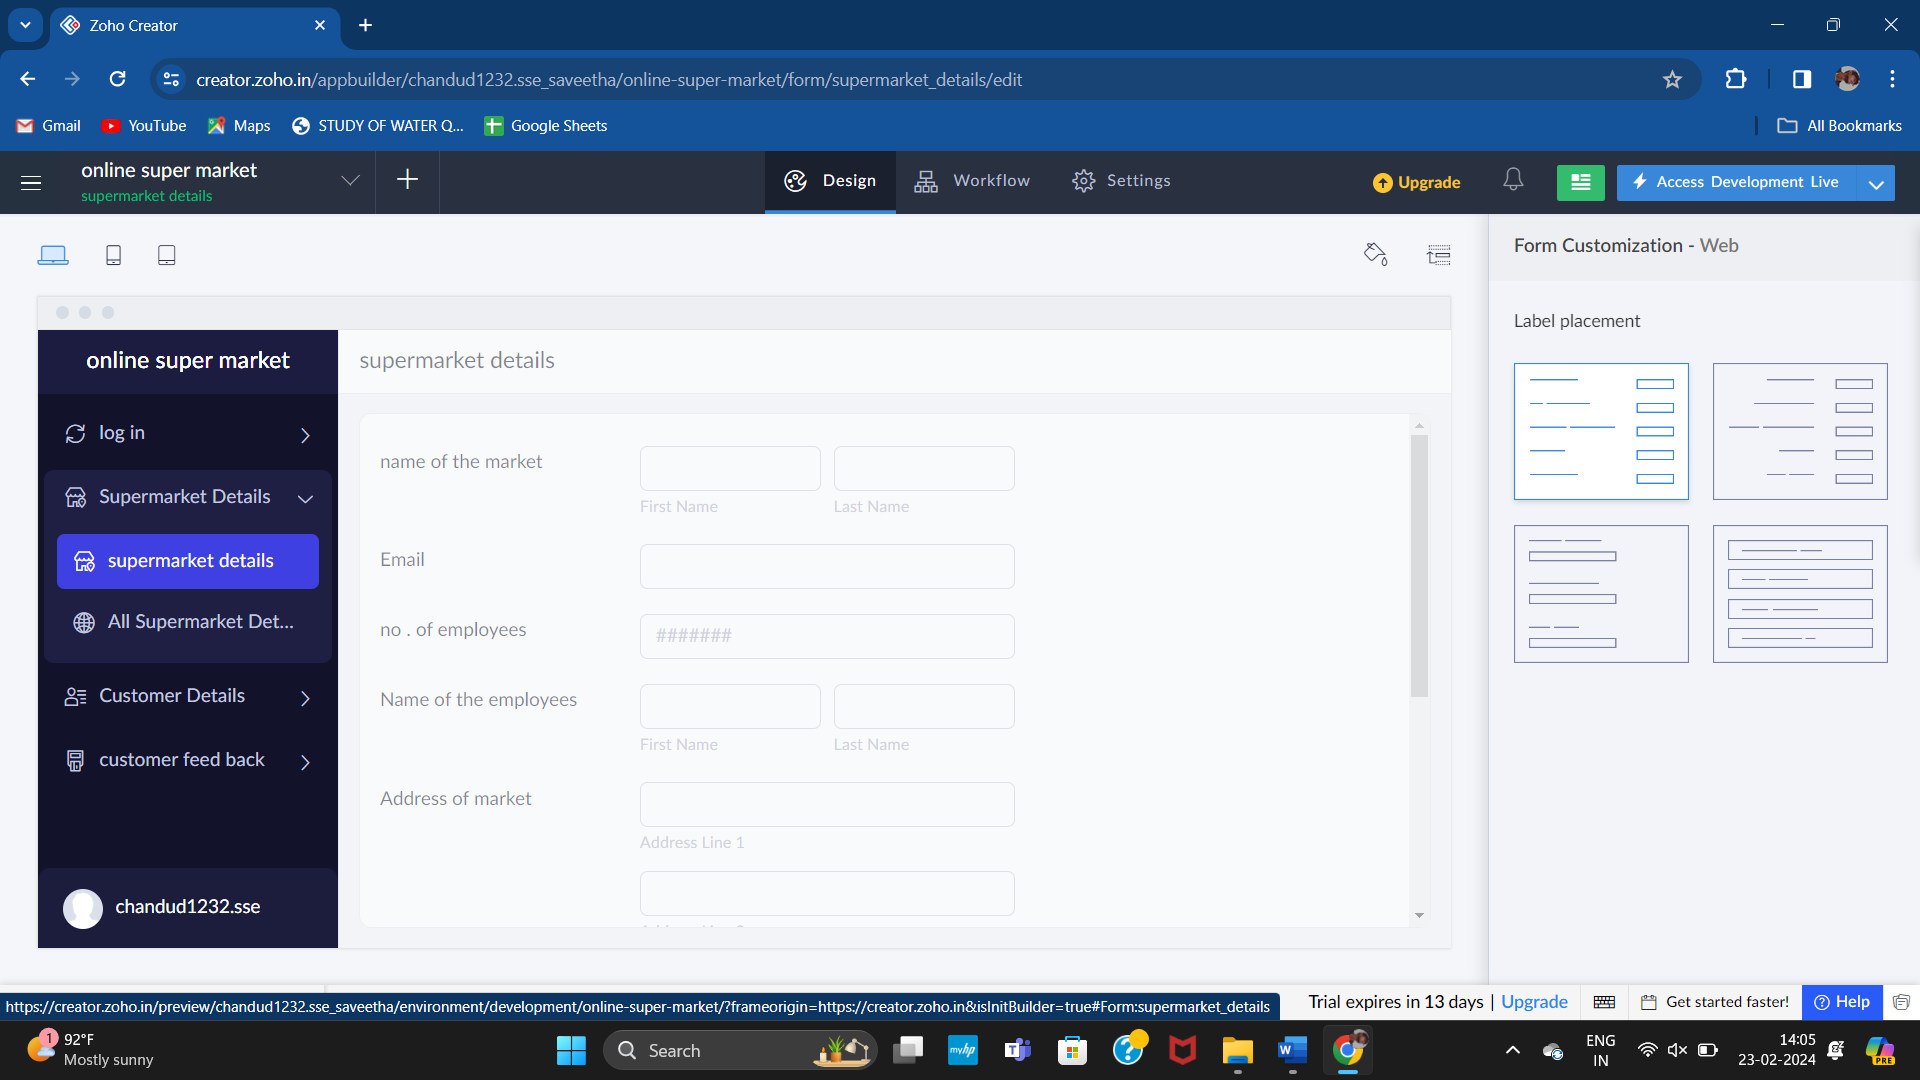 Zoho Creator
creator.zoho.in/appbuilder/chandud1232.sse_saveetha/online-super-market/form/supermarket_details/edit
Gmail YouTube Maps STUDY OF WATER Q... Google Sheets All Bookmarks
online super market
supermarket details
Design Workflow Settings Upgrade Access Development Live
Form Customization - Web
Label placement
online super market
log in
Supermarket Details
supermarket details
All Supermarket Det...
Customer Details
customer feed back
chandud1232.sse
supermarket details
name of the market
First Name Last Name
Email
no . of employees #######
Name of the employees
First Name Last Name
Address of market
Address Line 1
https://creator.zoho.in/preview/chandud1232.sse_saveetha/environment/development/online-super-market/?frameorigin=https://creator.zoho.in&isInitBuilder=true#Form:supermarket_details
Trial expires in 13 days | Upgrade Get started faster! Help
1
92°F
Mostly sunny
Search
myhp
ENG
IN
14:05
23-02-2024
PRE